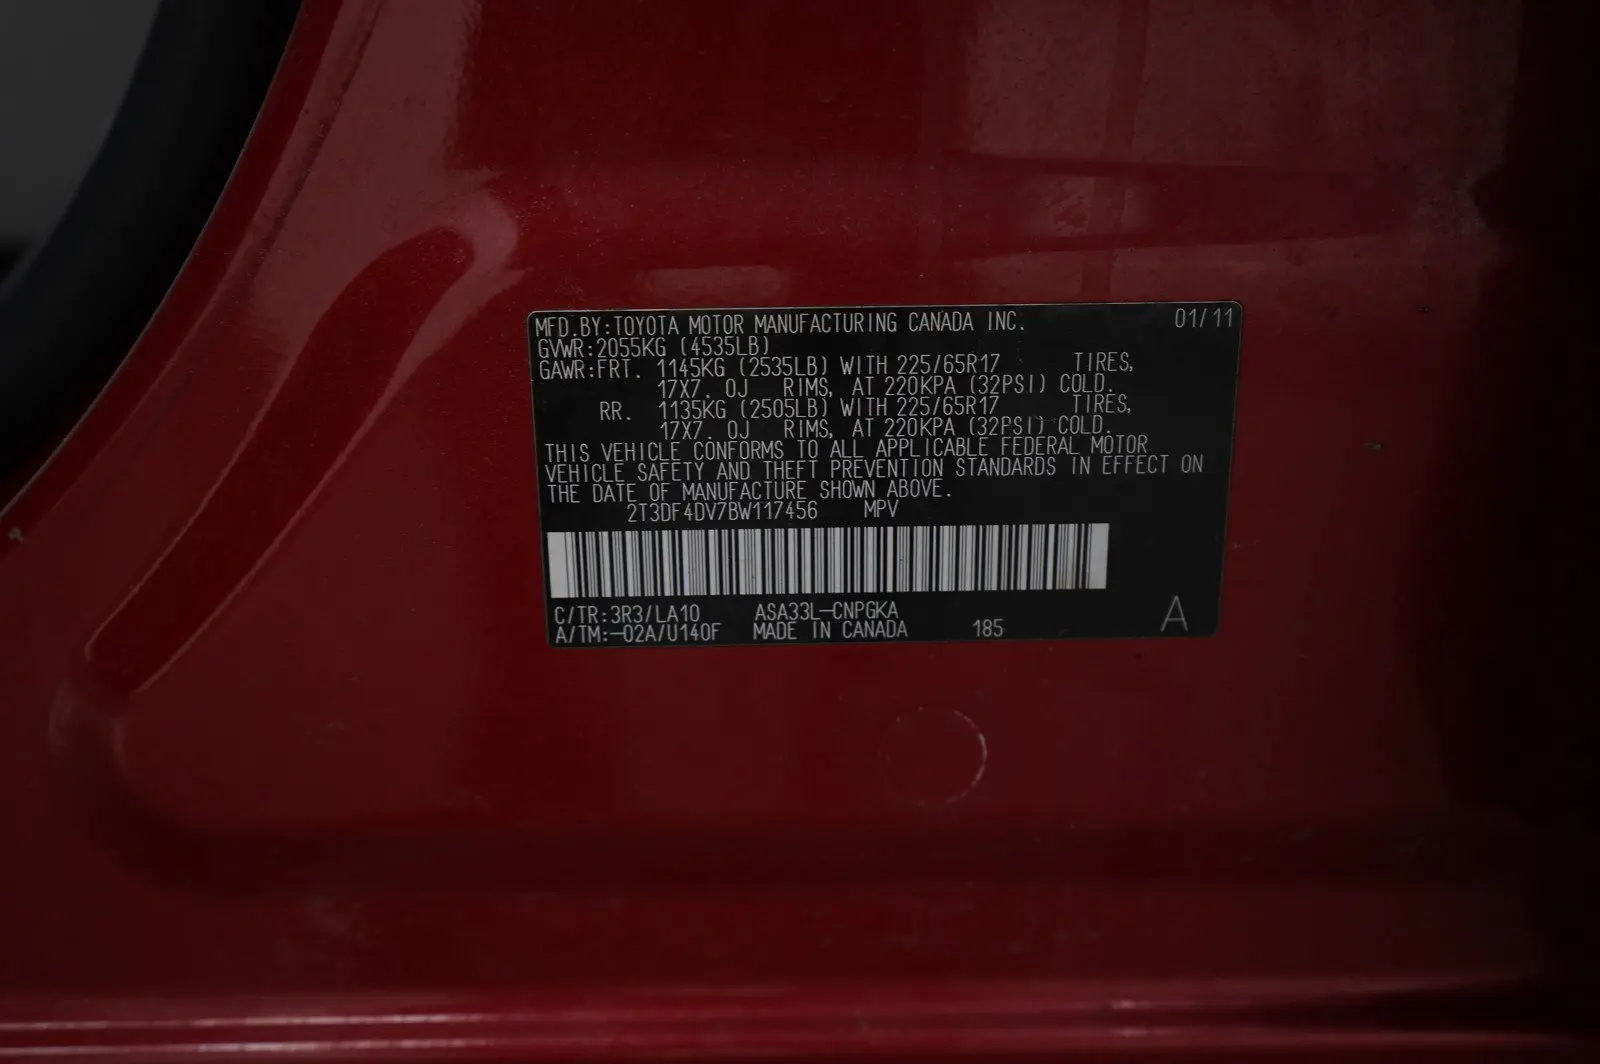 MFD.BY:TOYOTA MOTOR MANUFACTURING CANADA INC. 01/11
GVWR:2055KG (4535LB)
GAWR:FRT. 1145KG (2535LB) WITH 225/65R17 TIRES,
17X7.0J RIMS, AT 220KPA (32PSI) COLD.
RR. 1135KG (2505LB) WITH 225/65R17 TIRES,
17X7.0J RIMS, AT 220KPA (32PSI) COLD.
THIS VEHICLE CONFORMS TO ALL APPLICABLE FEDERAL MOTOR
VEHICLE SAFETY AND THEFT PREVENTION STANDARDS IN EFFECT ON
THE DATE OF MANUFACTURE SHOWN ABOVE.
2T3DF4DV7BW117456 MPV
C/TR:3R3/LA10 ASA33L-CNPGKA
A/TM:-02A/U140F MADE IN CANADA 185 A